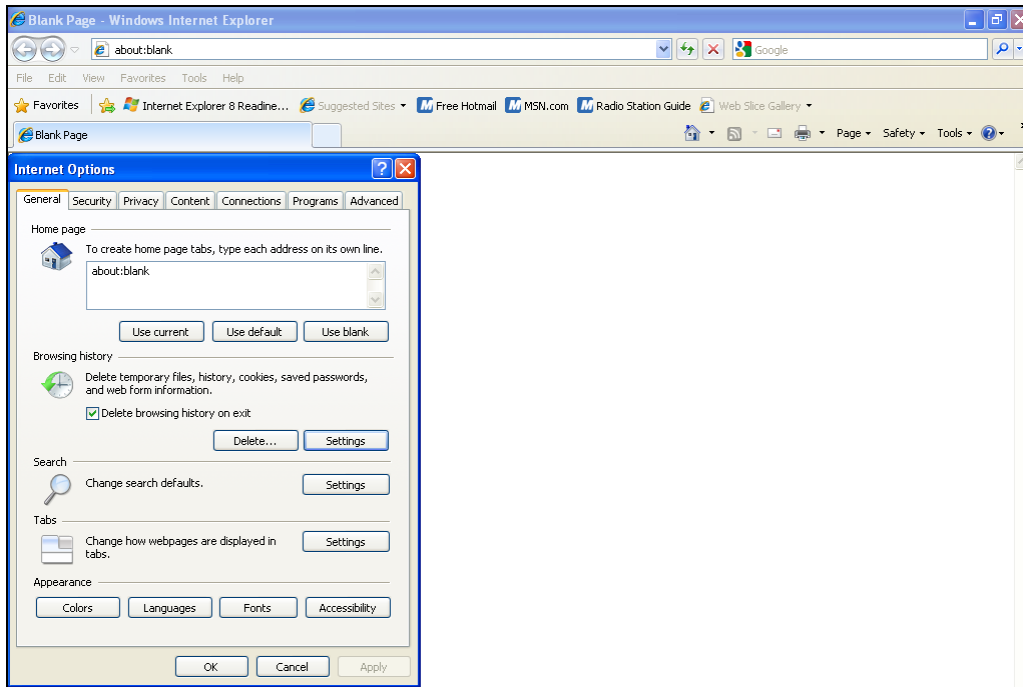 Blank Page - Windows Internet Explorer
about:blank
Google
File Edit View Favorites Tools Help
Favorites Internet Explorer 8 Readine... Suggested Sites Free Hotmail MSN.com Radio Station Guide Web Slice Gallery
Blank Page
Page Safety Tools
Internet Options
General Security Privacy Content Connections Programs Advanced
Home page
To create home page tabs, type each address on its own line.
about:blank
Use current Use default Use blank
Browsing history
Delete temporary files, history, cookies, saved passwords,
and web form information.
Delete browsing history on exit
Delete... Settings
Search
Change search defaults.
Settings
Tabs
Change how webpages are displayed in
tabs.
Settings
Appearance
Colors Languages Fonts Accessibility
OK Cancel Apply